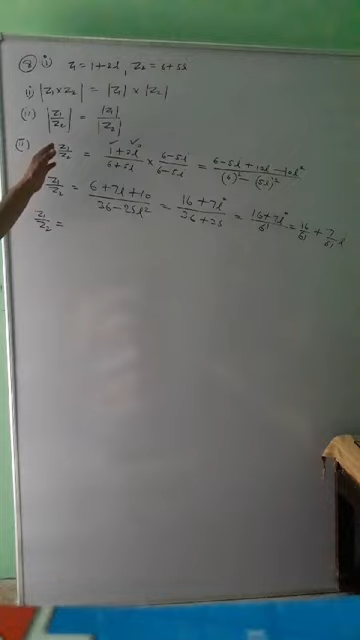 ⑧ (i) z₁ = 1+2i, z₂ = 6+5i
i) |z₁×z₂| = |z₁| × |z₂|
(ii) |z₁/z₂| = |z₁|/|z₂|
(ii) z₁/z₂ = (1+2i)/(6+5i) × (6-5i)/(6-5i) = (6-5i+12i-10i²)/((6)²-(5i)²)
z₁/z₂ = (6+7i+10)/(36-25i²) = (16+7i)/(36+25) = (16+7i)/61 = 16/61 + 7/61 i
z₁/z₂ =